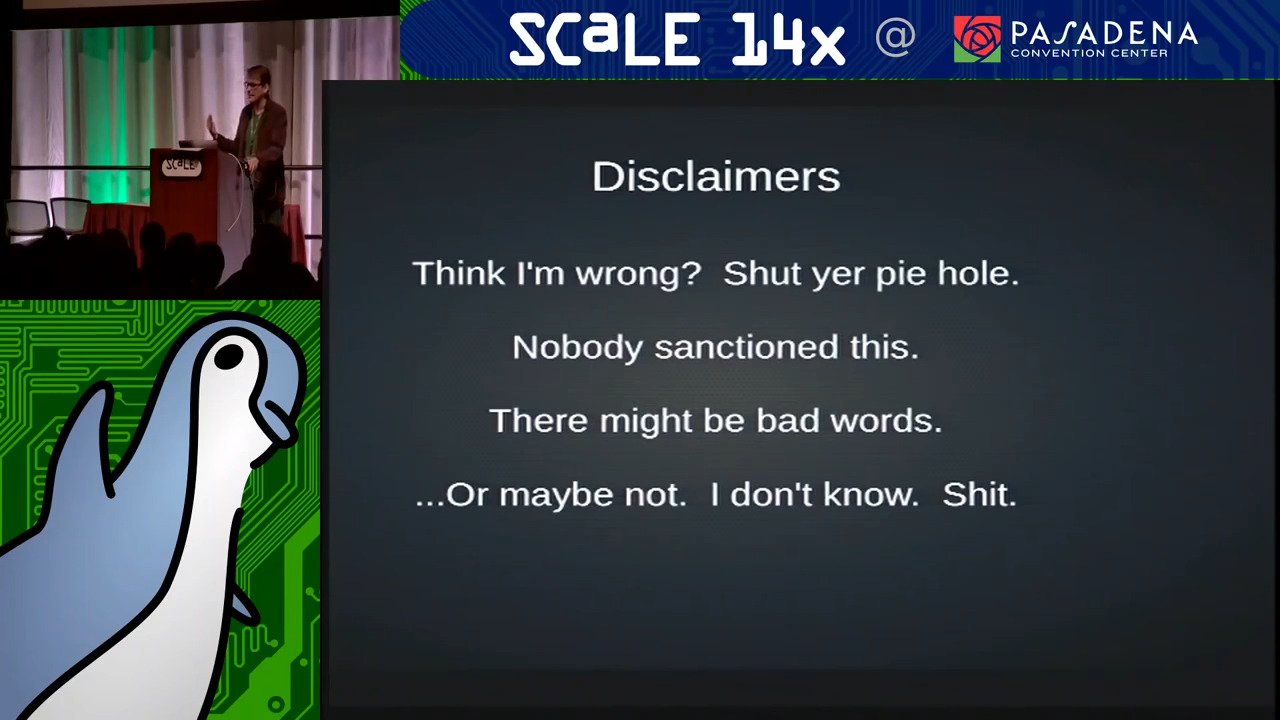 SCaLE 14x @ PASADENA
CONVENTION CENTER
SCaLE
Disclaimers
Think I'm wrong?  Shut yer pie hole.
Nobody sanctioned this.
There might be bad words.
...Or maybe not.  I don't know.  Shit.